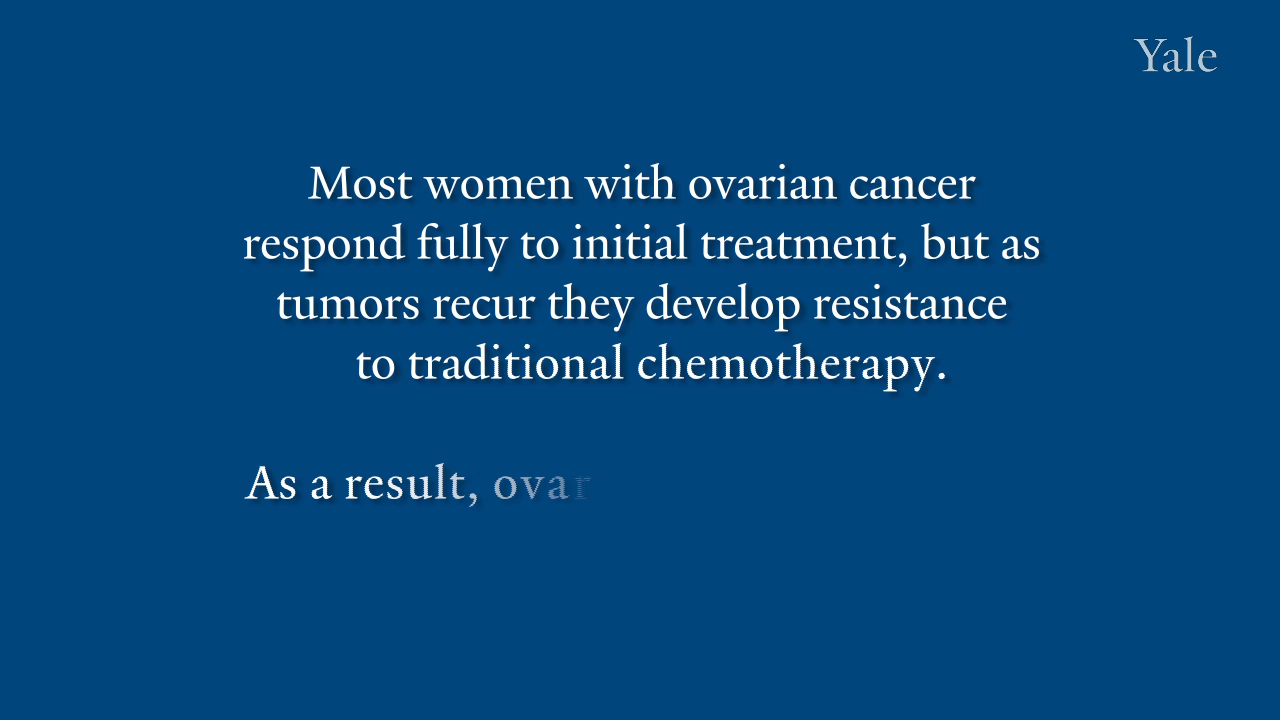 Yale
Most women with ovarian cancer
respond fully to initial treatment, but as
tumors recur they develop resistance
to traditional chemotherapy.
As a result, ovar